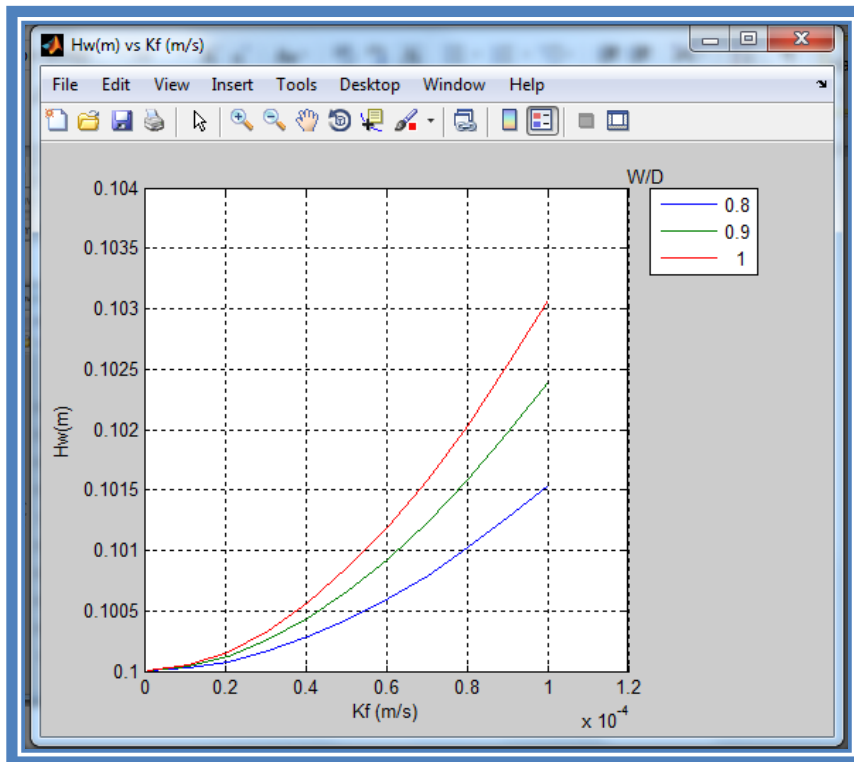 Hw(m) vs Kf (m/s)
File Edit View Insert Tools Desktop Window Help
W/D
0.8
0.9
1
0.104
0.1035
0.103
0.1025
0.102
0.1015
0.101
0.1005
0.1
Hw(m)
0 0.2 0.4 0.6 0.8 1 1.2
Kf (m/s)
x 10^-4